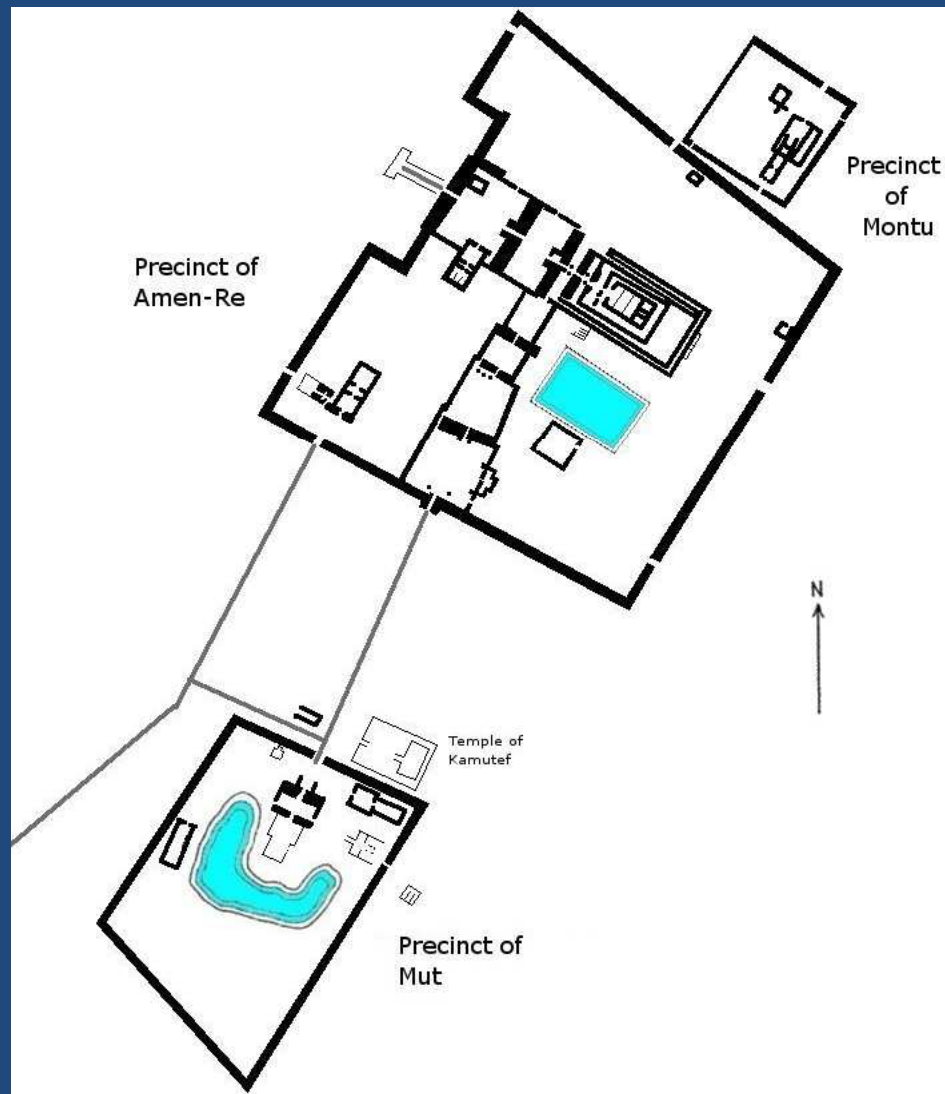 Precinct
of
Montu
Precinct of
Amen-Re
N
Temple of
Kamutef
Precinct of
Mut